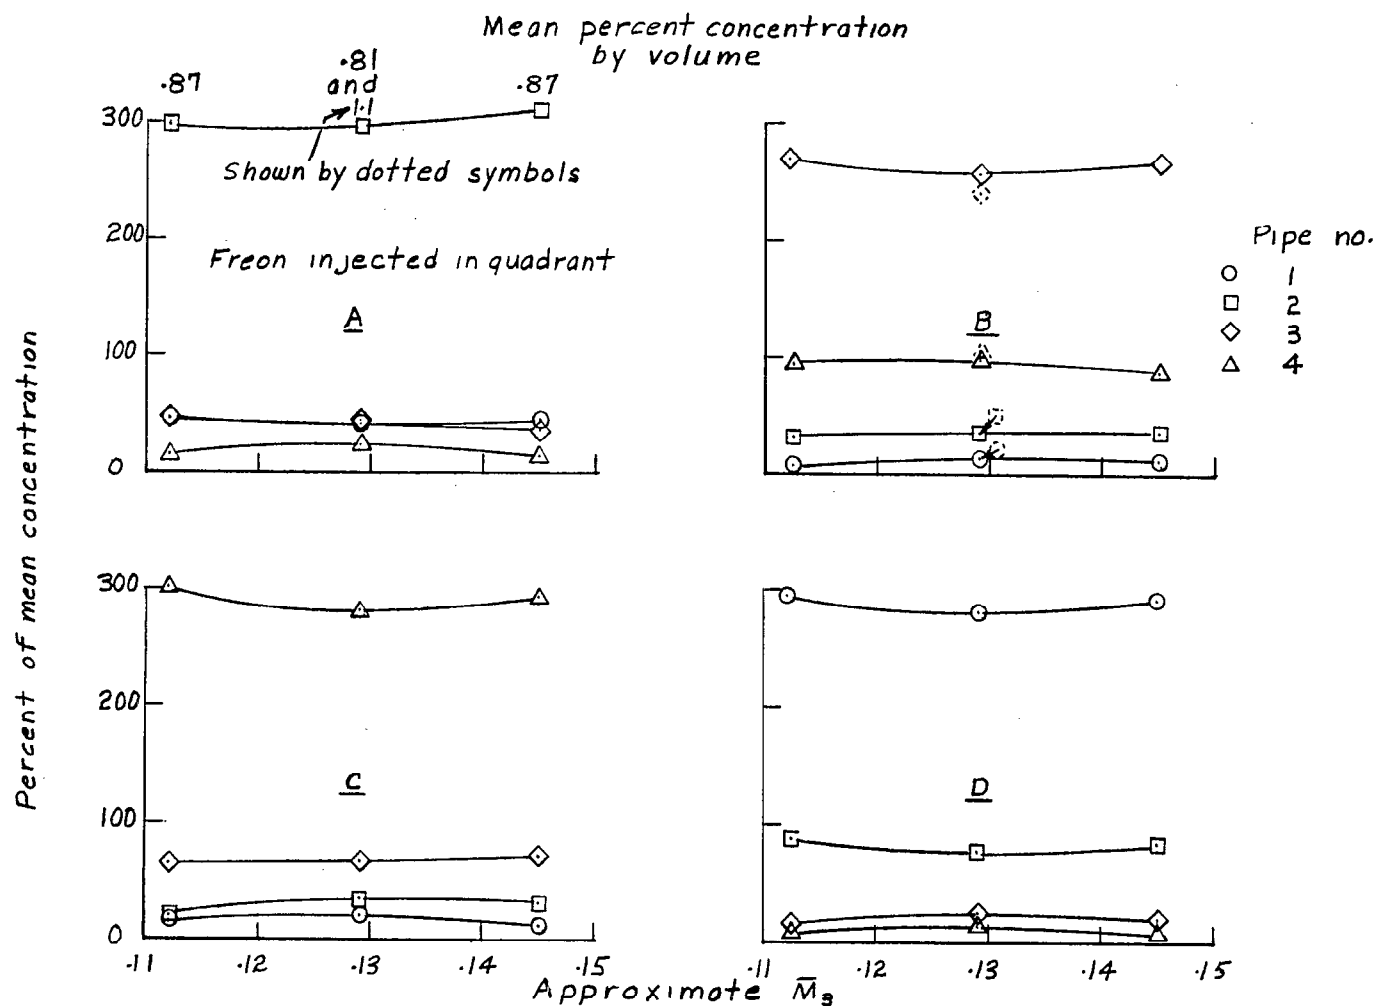 Mean percent concentration
by volume
.87
.81
and
1.1
.87
Shown by dotted symbols
Freon injected in quadrant
300
200
100
0
A
B
Pipe no.
1
2
3
4
Percent of mean concentration
300
200
100
0
C
D
.11 .12 .13 .14 .15
.11 .12 .13 .14 .15
Approximate M̅₃